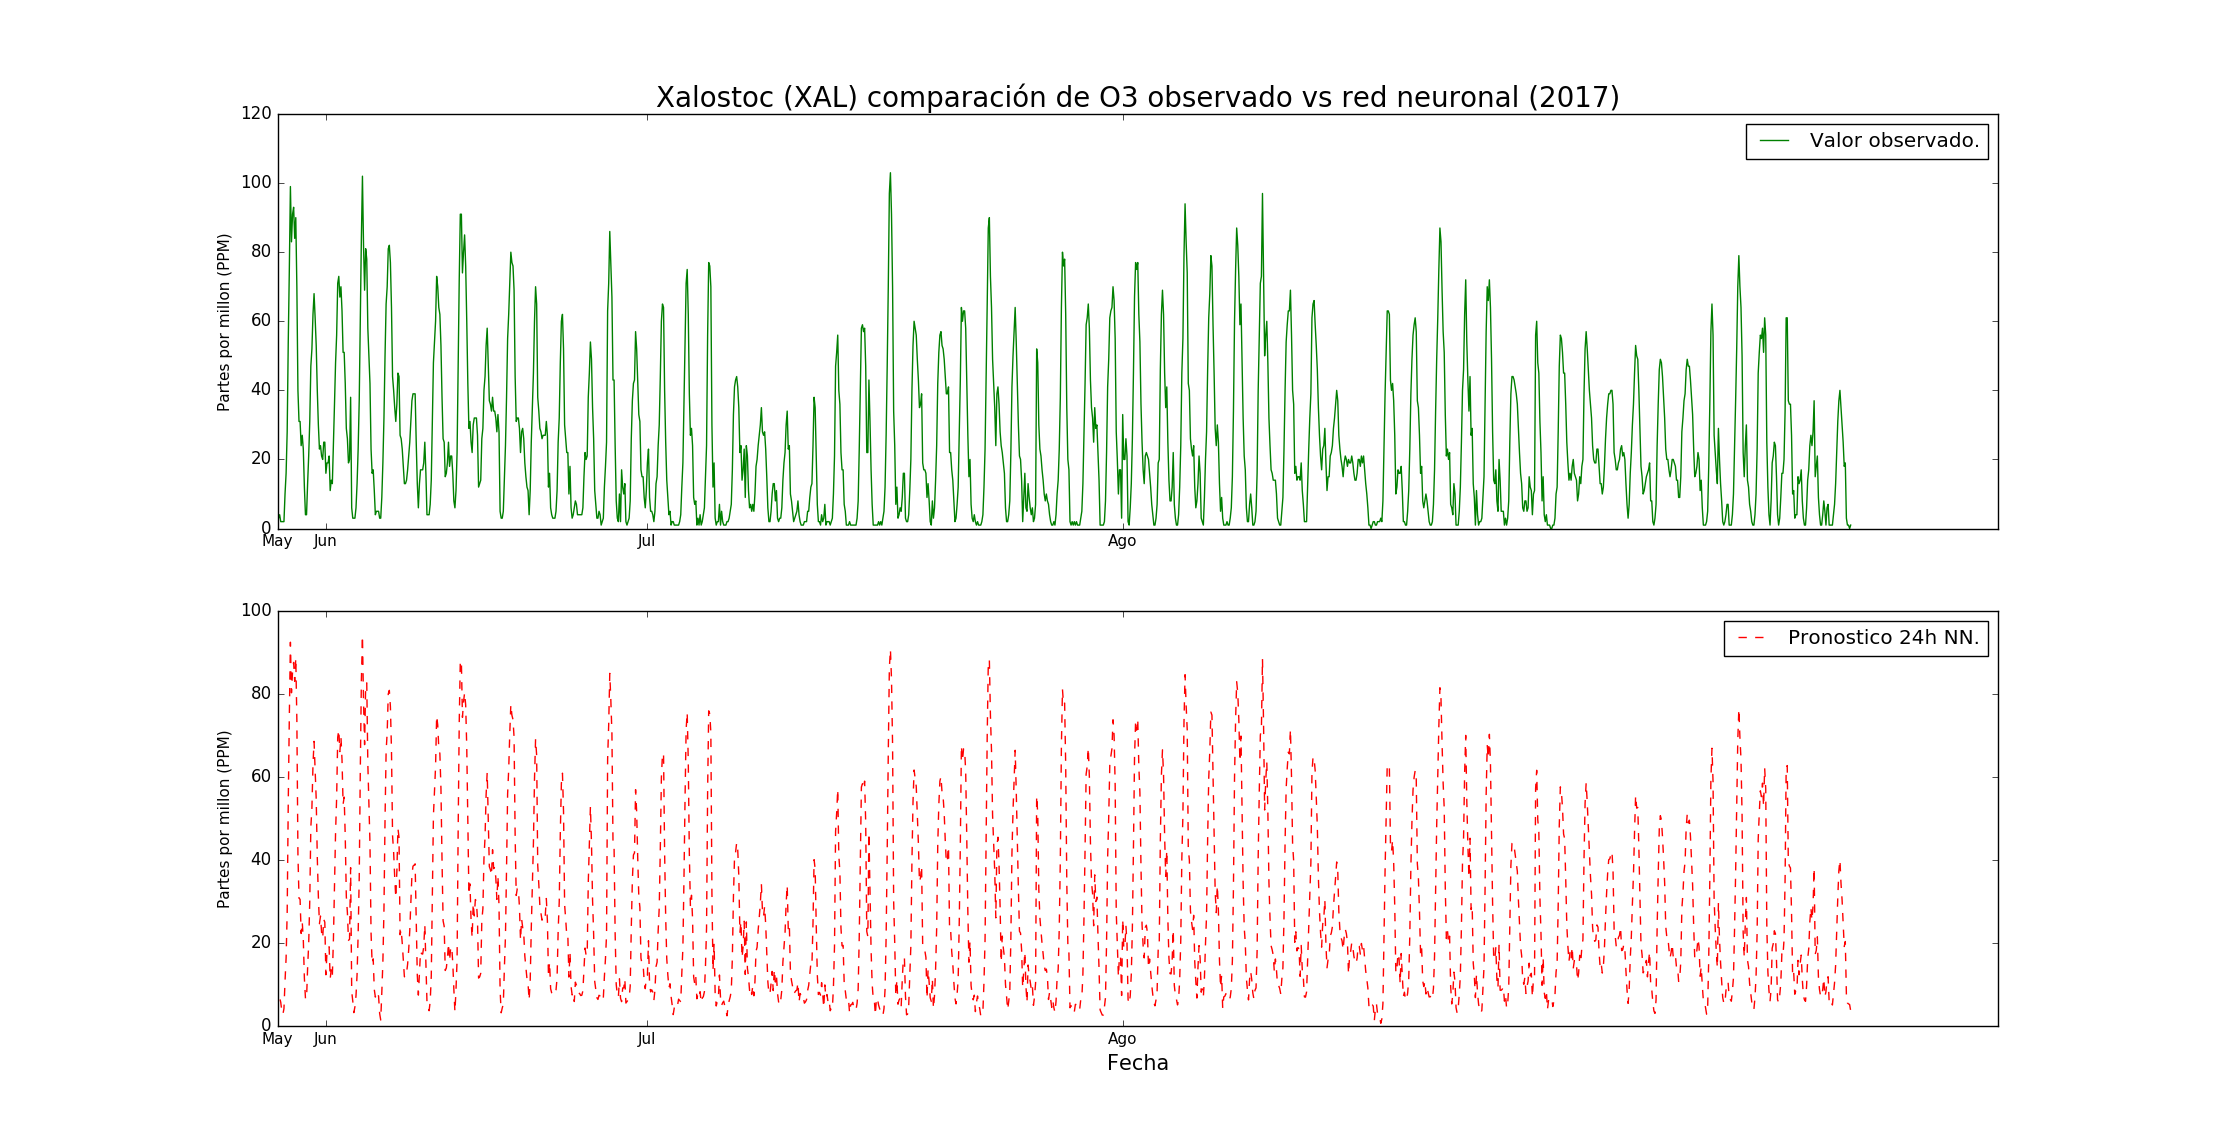 Xalostoc (XAL) comparación de O3 observado vs red neuronal (2017)
120
100
80
60
40
20
0
Partes por millon (PPM)
Valor observado.
May Jun Jul Ago
100
80
60
40
20
0
Partes por millon (PPM)
Pronostico 24h NN.
May Jun Jul Ago
Fecha